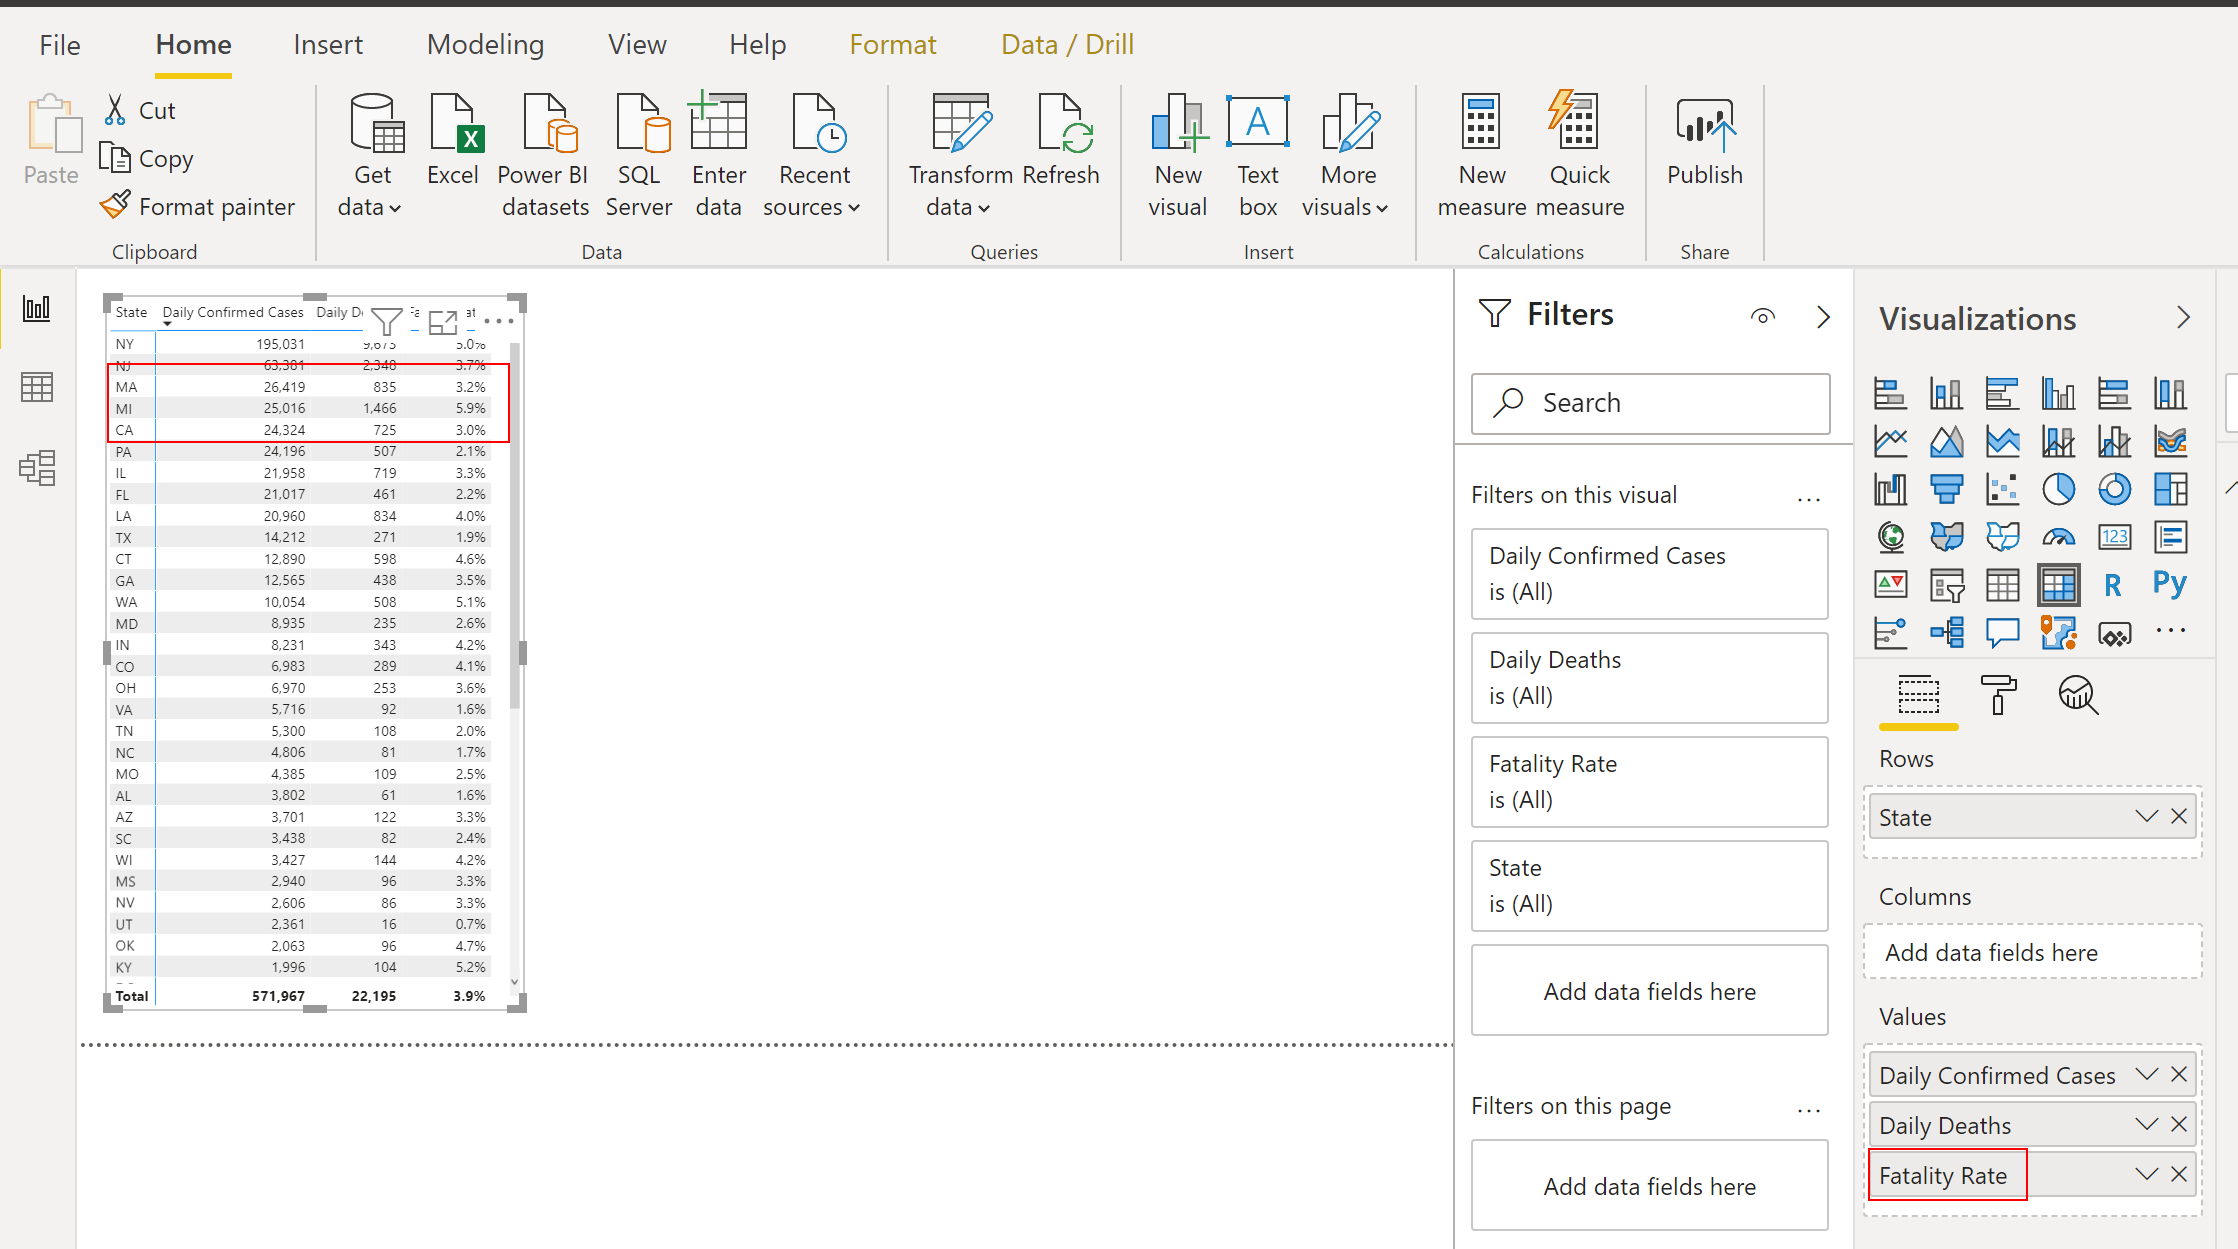 File Home Insert Modeling View Help Format Data / Drill
Paste
Cut
Copy
Format painter
Clipboard
Get data
Excel
Power BI datasets
SQL Server
Enter data
Recent sources
Data
Transform data
Refresh
Queries
New visual
Text box
More visuals
Insert
New measure
Quick measure
Calculations
Publish
Share
State Daily Confirmed Cases Daily
NY 195,031 9,675 5.0%
NJ 63,381 2,348 3.7%
MA 26,419 835 3.2%
MI 25,016 1,466 5.9%
CA 24,324 725 3.0%
PA 24,196 507 2.1%
IL 21,958 719 3.3%
FL 21,017 461 2.2%
LA 20,960 834 4.0%
TX 14,212 271 1.9%
CT 12,890 598 4.6%
GA 12,565 438 3.5%
WA 10,054 508 5.1%
MD 8,935 235 2.6%
IN 8,231 343 4.2%
CO 6,983 289 4.1%
OH 6,970 253 3.6%
VA 5,716 92 1.6%
TN 5,300 108 2.0%
NC 4,806 81 1.7%
MO 4,385 109 2.5%
AL 3,802 61 1.6%
AZ 3,701 122 3.3%
SC 3,438 82 2.4%
WI 3,427 144 4.2%
MS 2,940 96 3.3%
NV 2,606 86 3.3%
UT 2,361 16 0.7%
OK 2,063 96 4.7%
KY 1,996 104 5.2%
Total 571,967 22,195 3.9%
Filters
Search
Filters on this visual
Daily Confirmed Cases
is (All)
Daily Deaths
is (All)
Fatality Rate
is (All)
State
is (All)
Add data fields here
Filters on this page
Add data fields here
Visualizations
123
R Py
Rows
State
Columns
Add data fields here
Values
Daily Confirmed Cases
Daily Deaths
Fatality Rate